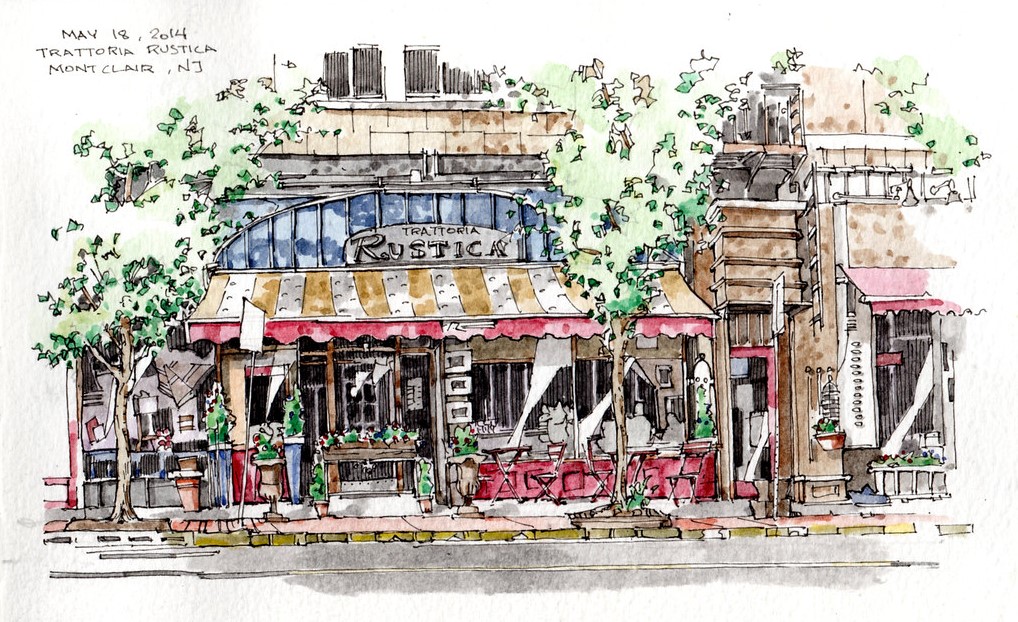 MAY 18, 2014
TRATTORIA RUSTICA
MONTCLAIR, NJ
TRATTORIA
RUSTICA